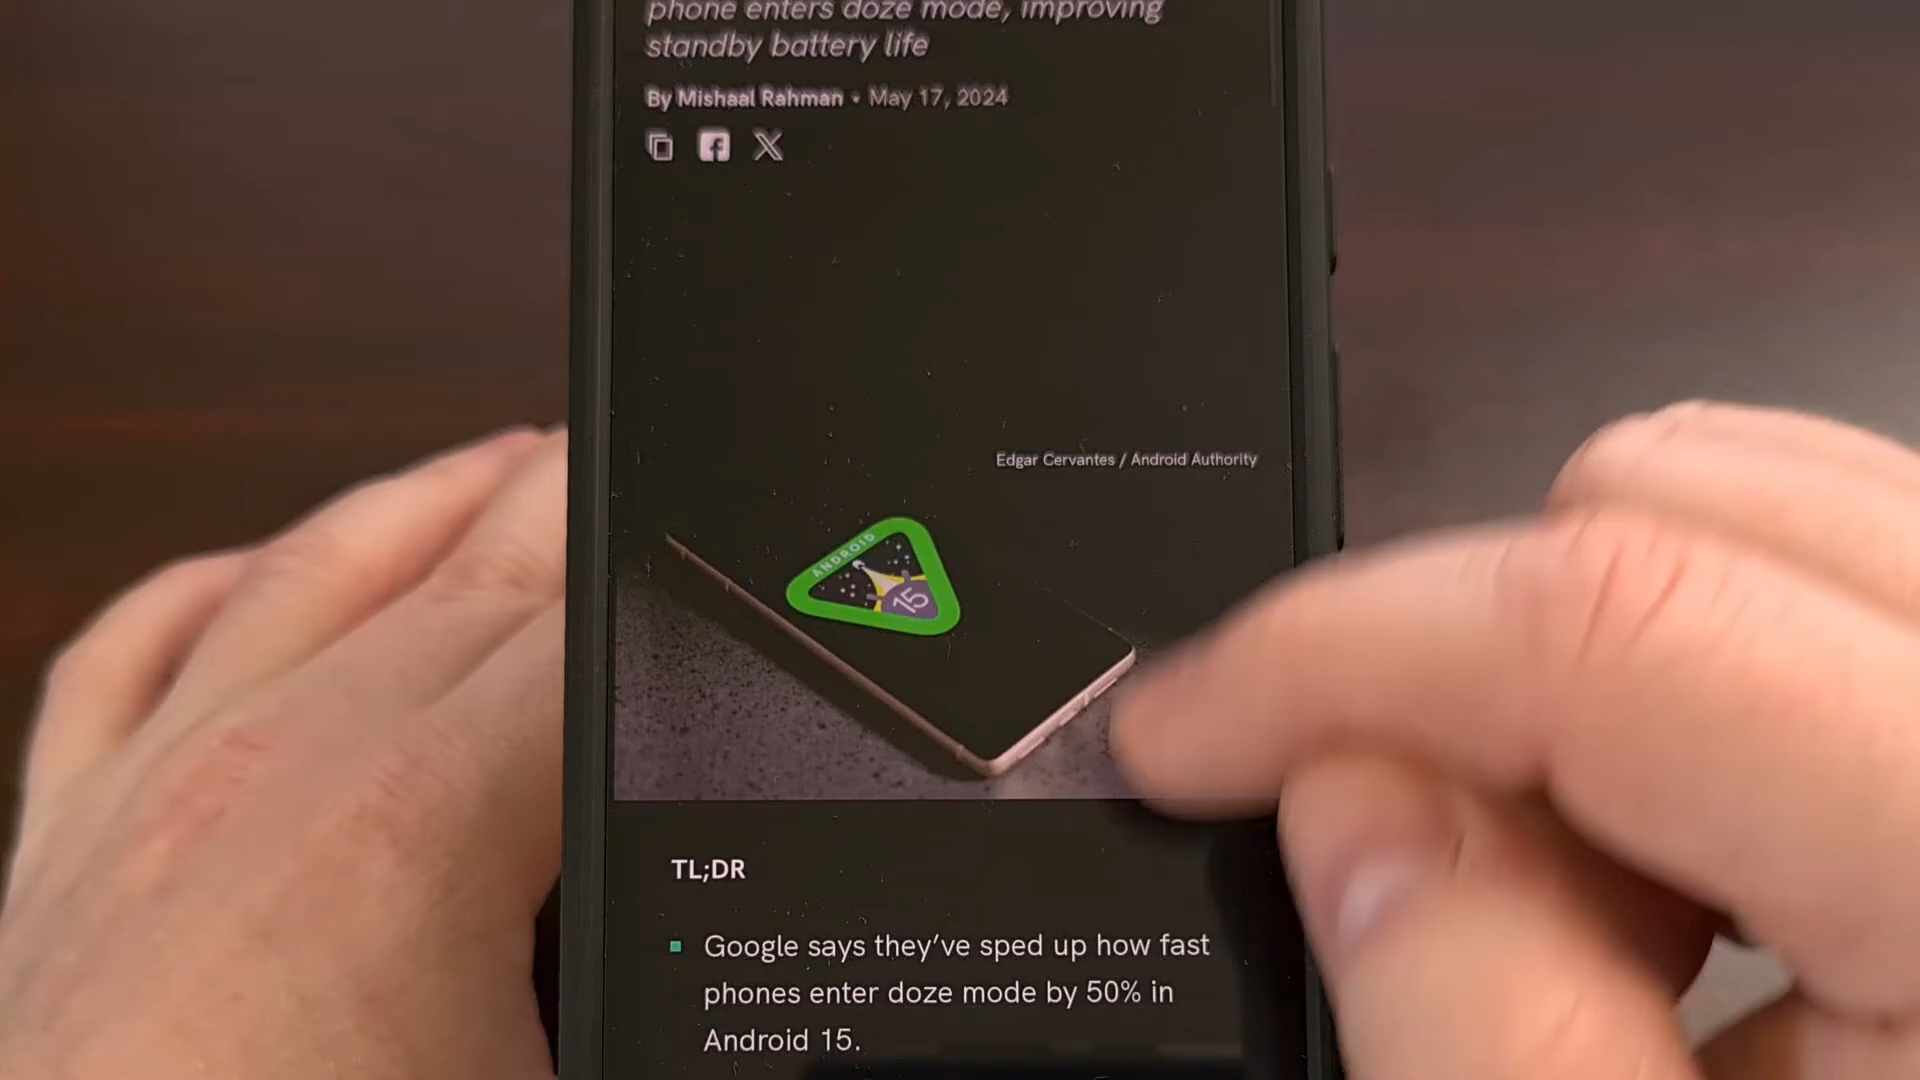 phone enters doze mode, improving
standby battery life
By Mishaal Rahman • May 17, 2024
Edgar Cervantes / Android Authority
ANDROID
15
TL;DR
Google says they've sped up how fast
phones enter doze mode by 50% in
Android 15.